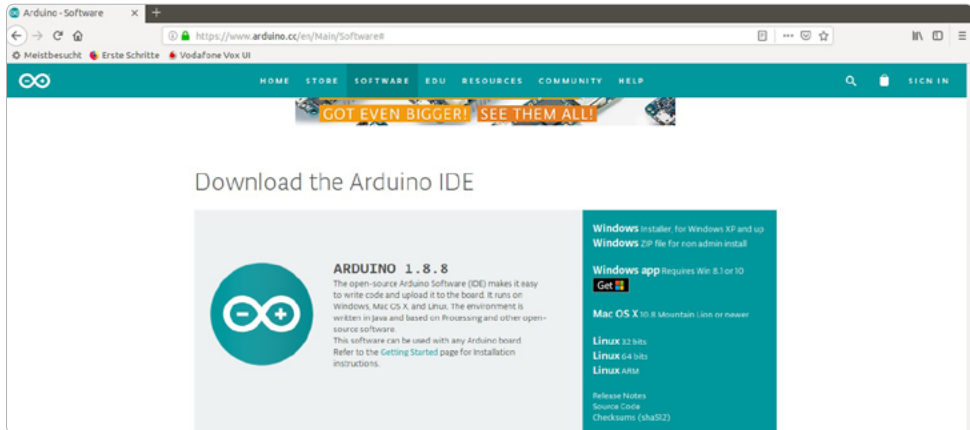 Arduino - Software
https://www.arduino.cc/en/Main/Software#
Meistbesucht Erste Schritte Vodafone Vox UI
HOME STORE SOFTWARE EDU RESOURCES COMMUNITY HELP SIGN IN
GOT EVEN BIGGER! SEE THEM ALL!
Download the Arduino IDE
ARDUINO 1.8.8
The open-source Arduino Software (IDE) makes it easy
to write code and upload it to the board. It runs on
Windows, Mac OS X, and Linux. The environment is
written in Java and based on Processing and other open-
source software.
This software can be used with any Arduino board.
Refer to the Getting Started page for Installation
instructions.
Windows Installer, for Windows XP and up
Windows ZIP file for non admin install
Windows app Requires Win 8.1 or 10
Get
Mac OS X 10.8 Mountain Lion or newer
Linux 32 bits
Linux 64 bits
Linux ARM
Release Notes
Source Code
Checksums (sha512)